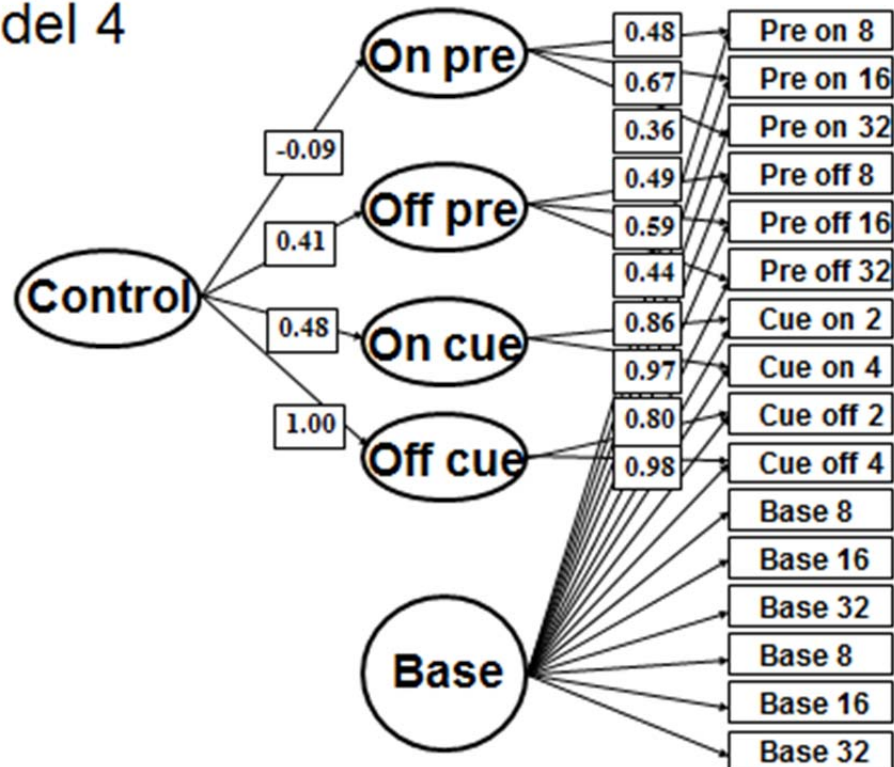 del 4
On pre
Off pre
On cue
Off cue
Control
Base
-0.09
0.41
0.48
1.00
0.48
0.67
0.36
0.49
0.59
0.44
0.86
0.97
0.80
0.98
Pre on 8
Pre on 16
Pre on 32
Pre off 8
Pre off 16
Pre off 32
Cue on 2
Cue on 4
Cue off 2
Cue off 4
Base 8
Base 16
Base 32
Base 8
Base 16
Base 32